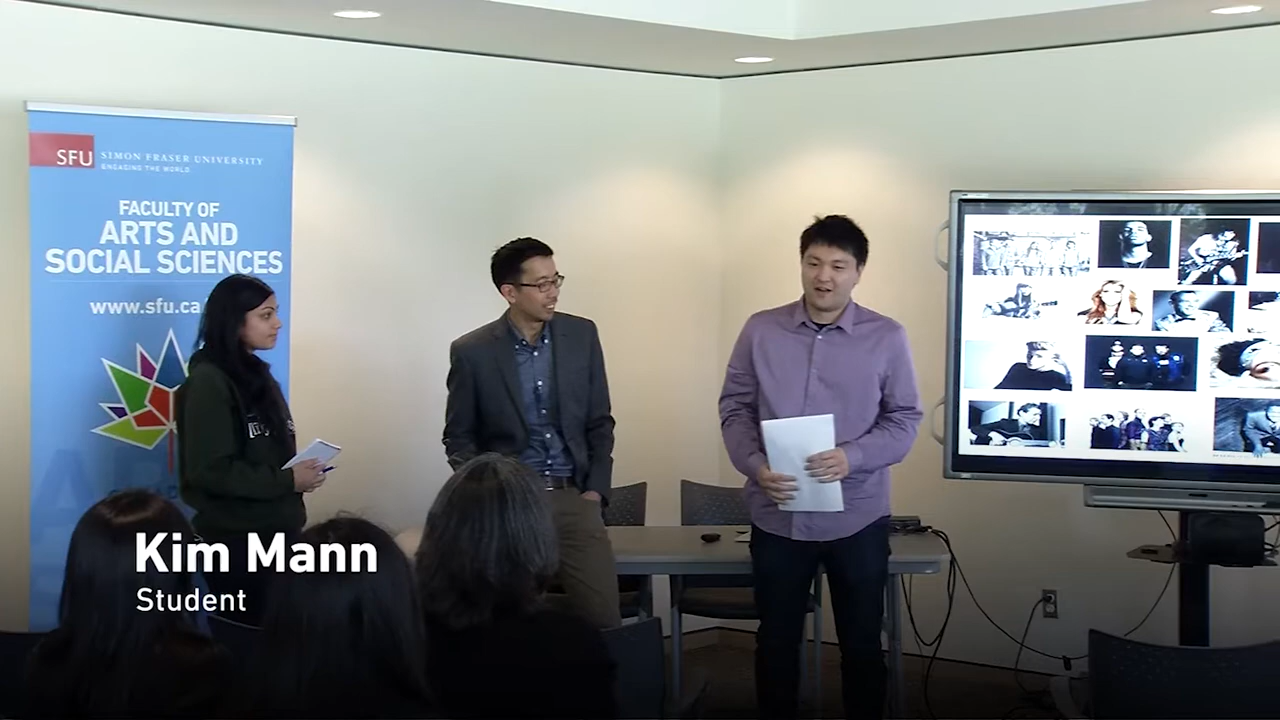 SFU SIMON FRASER UNIVERSITY
ENGAGING THE WORLD
FACULTY OF
ARTS AND
SOCIAL SCIENCES
www.sfu.ca
Kim Mann
Student